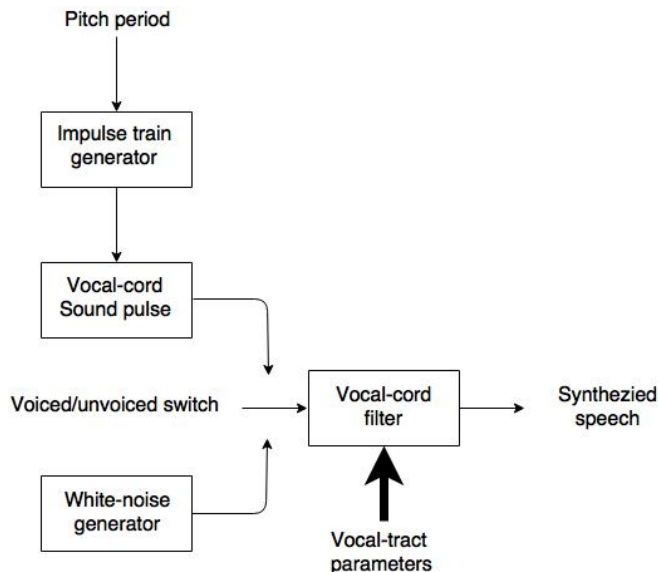 Pitch period
Impulse train
generator
Vocal-cord
Sound pulse
Voiced/unvoiced switch
Vocal-cord
filter
Synthezied
speech
White-noise
generator
Vocal-tract
parameters